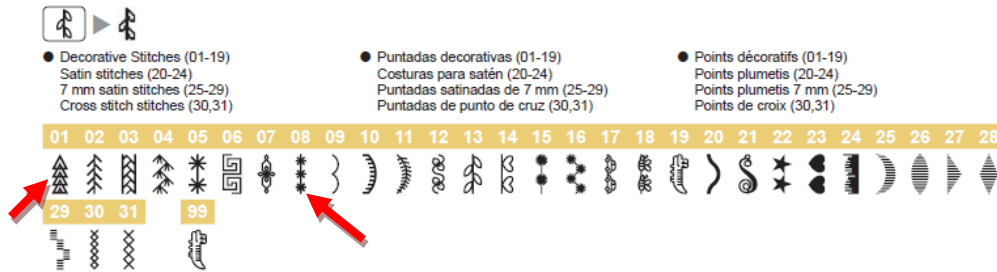 ● Decorative Stitches (01-19)
Satin stitches (20-24)
7 mm satin stitches (25-29)
Cross stitch stitches (30,31)
● Puntadas decorativas (01-19)
Costuras para satén (20-24)
Puntadas satinadas de 7 mm (25-29)
Puntadas de punto de cruz (30,31)
● Points décoratifs (01-19)
Points plumetis (20-24)
Points plumetis 7 mm (25-29)
Points de croix (30,31)
01 02 03 04 05 06 07 08 09 10 11 12 13 14 15 16 17 18 19 20 21 22 23 24 25 26 27 28
29 30 31 99